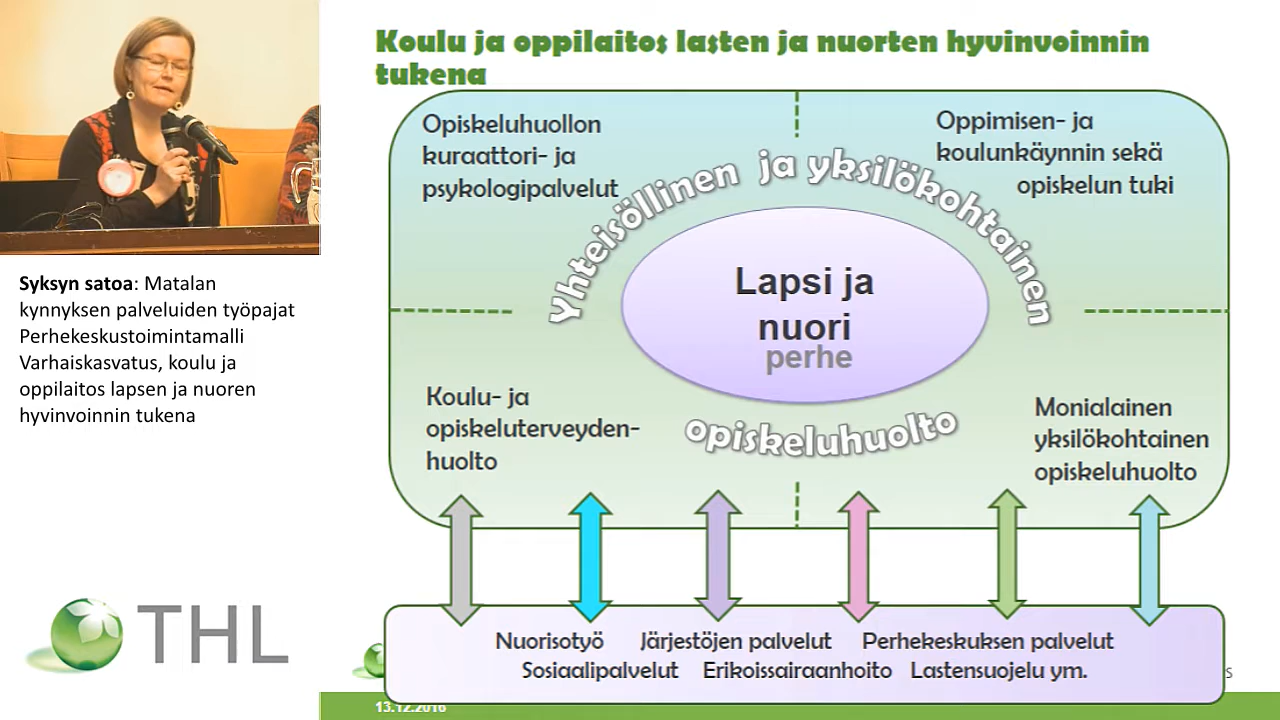 Koulu ja oppilaitos lasten ja nuorten hyvinvoinnin
tukena
Opiskeluhuollon
kuraattori- ja
psykologipalvelut
Oppimisen- ja
koulunkäynnin sekä
opiskelun tuki
Yhteisöllinen ja yksilökohtainen
Lapsi ja
nuori
perhe
opiskeluhuolto
Koulu- ja
opiskeluterveyden-
huolto
Monialainen
yksilökohtainen
opiskeluhuolto
Nuorisotyö Järjestöjen palvelut Perhekeskuksen palvelut
Sosiaalipalvelut Erikoissairaanhoito Lastensuojelu ym.
13.12.2016
Syksyn satoa: Matalan
kynnyksen palveluiden työpajat
Perhekeskustoimintamalli
Varhaiskasvatus, koulu ja
oppilaitos lapsen ja nuoren
hyvinvoinnin tukena
THL